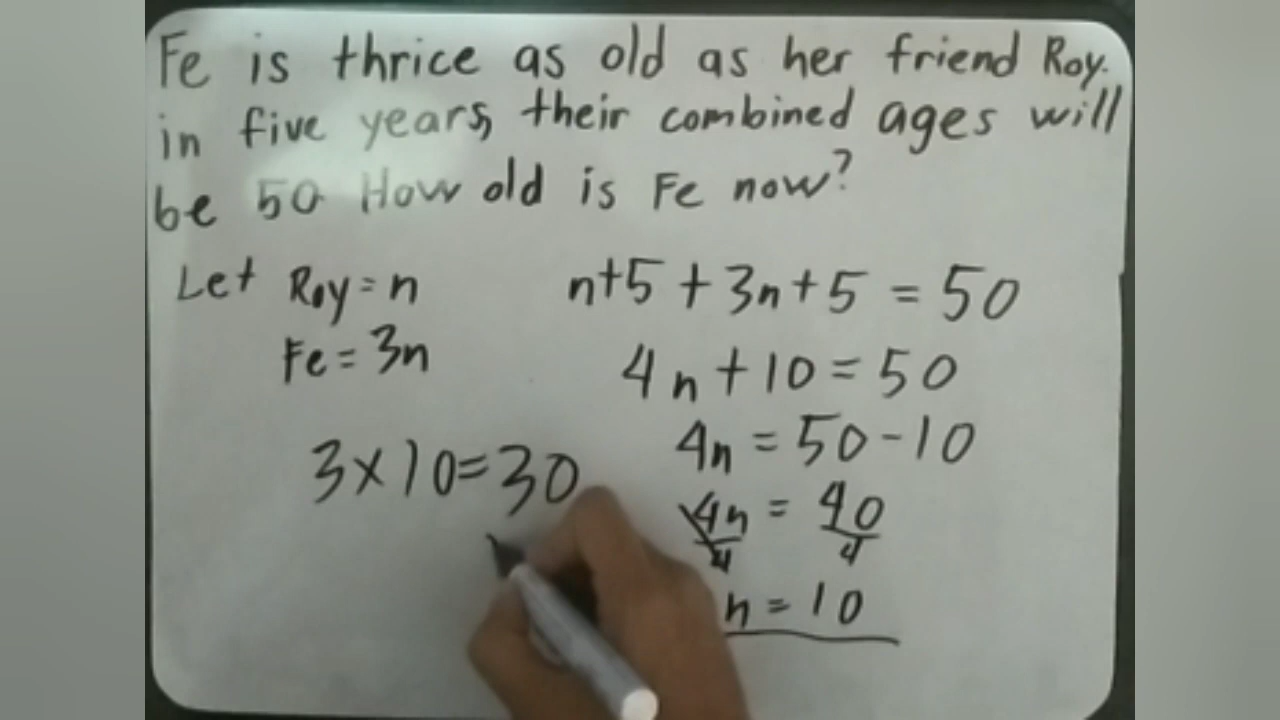 Fe is thrice as old as her friend Roy.
in five years, their combined ages will
be 50 How old is Fe now?
Let Roy = n
Fe = 3n
3 x 10 = 30
n+5 + 3n + 5 = 50
4n + 10 = 50
4n = 50 - 10
4n = 40
4 4
n = 10